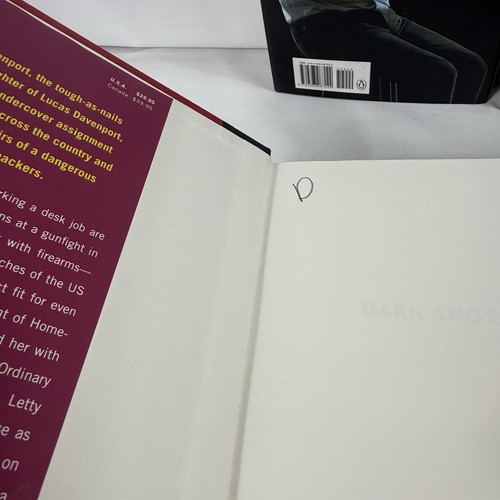 U.S.A. $29.95
Canada $39.95
enport, the tough-as-nails
ghter of Lucas Davenport,
ndercover assignment
cross the country and
irs of a dangerous
ackers.
rking a desk job are
ns at a gunfight in
with firearms—
ches of the US
ct fit for even
nt of Home-
d her with
Ordinary
Letty
se as
on
a
D
DARK ANGE